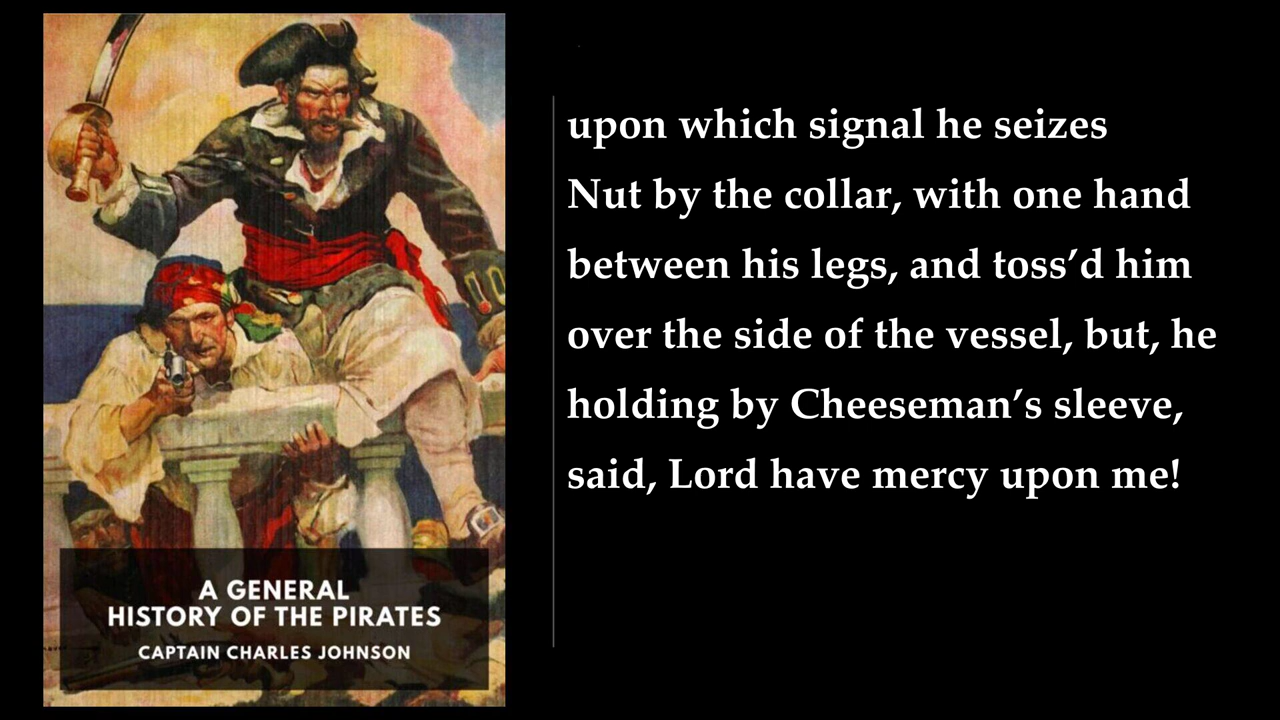 upon which signal he seizes
Nut by the collar, with one hand
between his legs, and toss’d him
over the side of the vessel, but, he
holding by Cheeseman’s sleeve,
said, Lord have mercy upon me!
A GENERAL
HISTORY OF THE PIRATES
CAPTAIN CHARLES JOHNSON